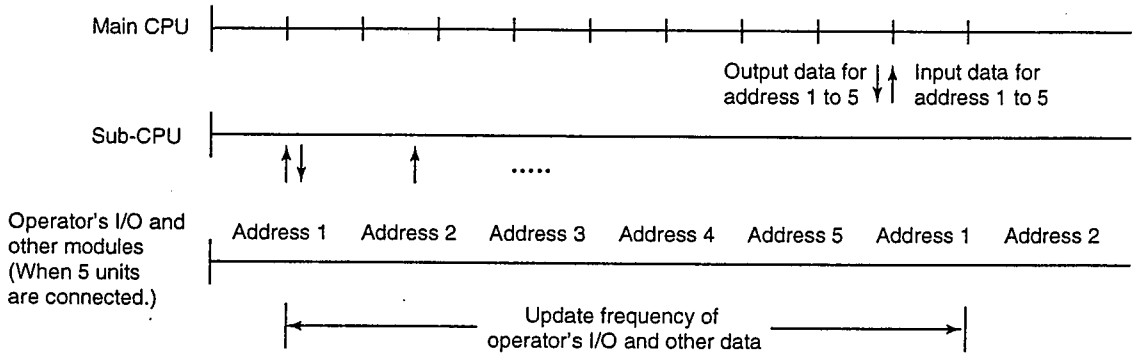 Main CPU
Output data for
address 1 to 5
Input data for
address 1 to 5
Sub-CPU
.....
Operator's I/O and
other modules
(When 5 units
are connected.)
Address 1 Address 2 Address 3 Address 4 Address 5 Address 1 Address 2
Update frequency of
operator's I/O and other data